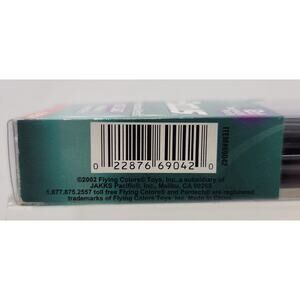 0 22876 69042 0
ITEM#69042
©2002 Flying Colors® Toys, Inc., a subsidiary of
JAKKS Pacific®, Inc., Malibu, CA 90265
1.877.875.2557 toll free Flying Colors® and Pentech® are registered
trademarks of Flying Colors Toys, Inc. Made in China.